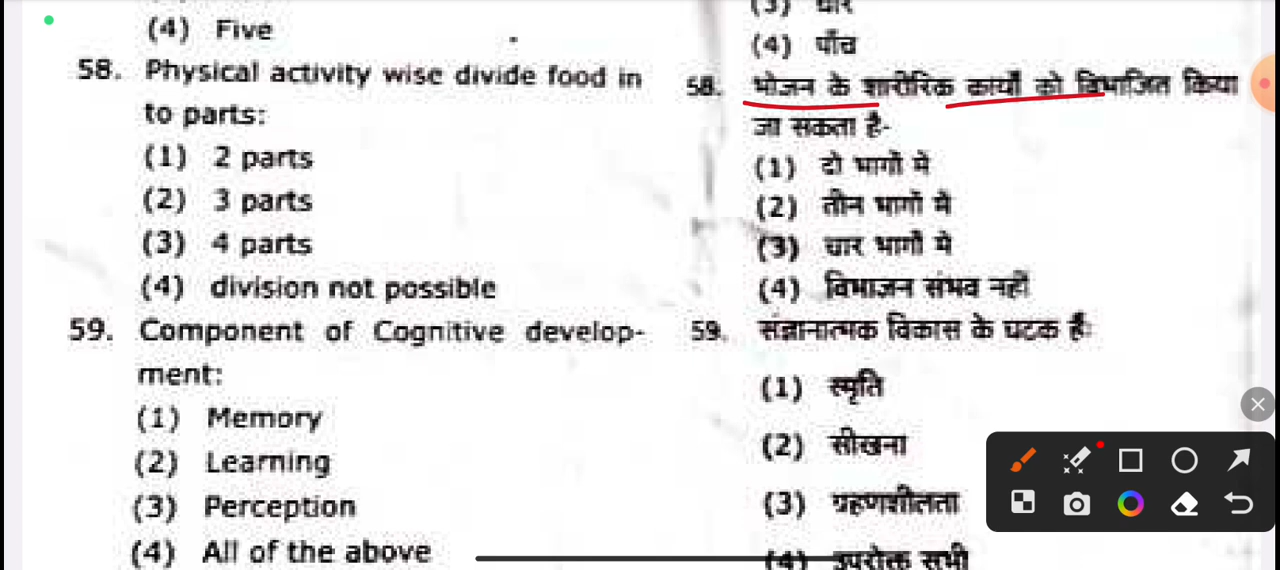 (4) Five
58. Physical activity wise divide food in
to parts:
(1) 2 parts
(2) 3 parts
(3) 4 parts
(4) division not possible
59. Component of Cognitive develop-
ment:
(1) Memory
(2) Learning
(3) Perception
(4) All of the above
(3) चार
(4) पाँच
58. भोजन के शारीरिक कार्यों को विभाजित किया
जा सकता है-
(1) दो भागों में
(2) तीन भागों में
(3) चार भागों में
(4) विभाजन संभव नहीं
59. संज्ञानात्मक विकास के घटक हैं:
(1) स्मृति
(2) सीखना
(3) ग्रहणशीलता
(4) उपरोक्त सभी